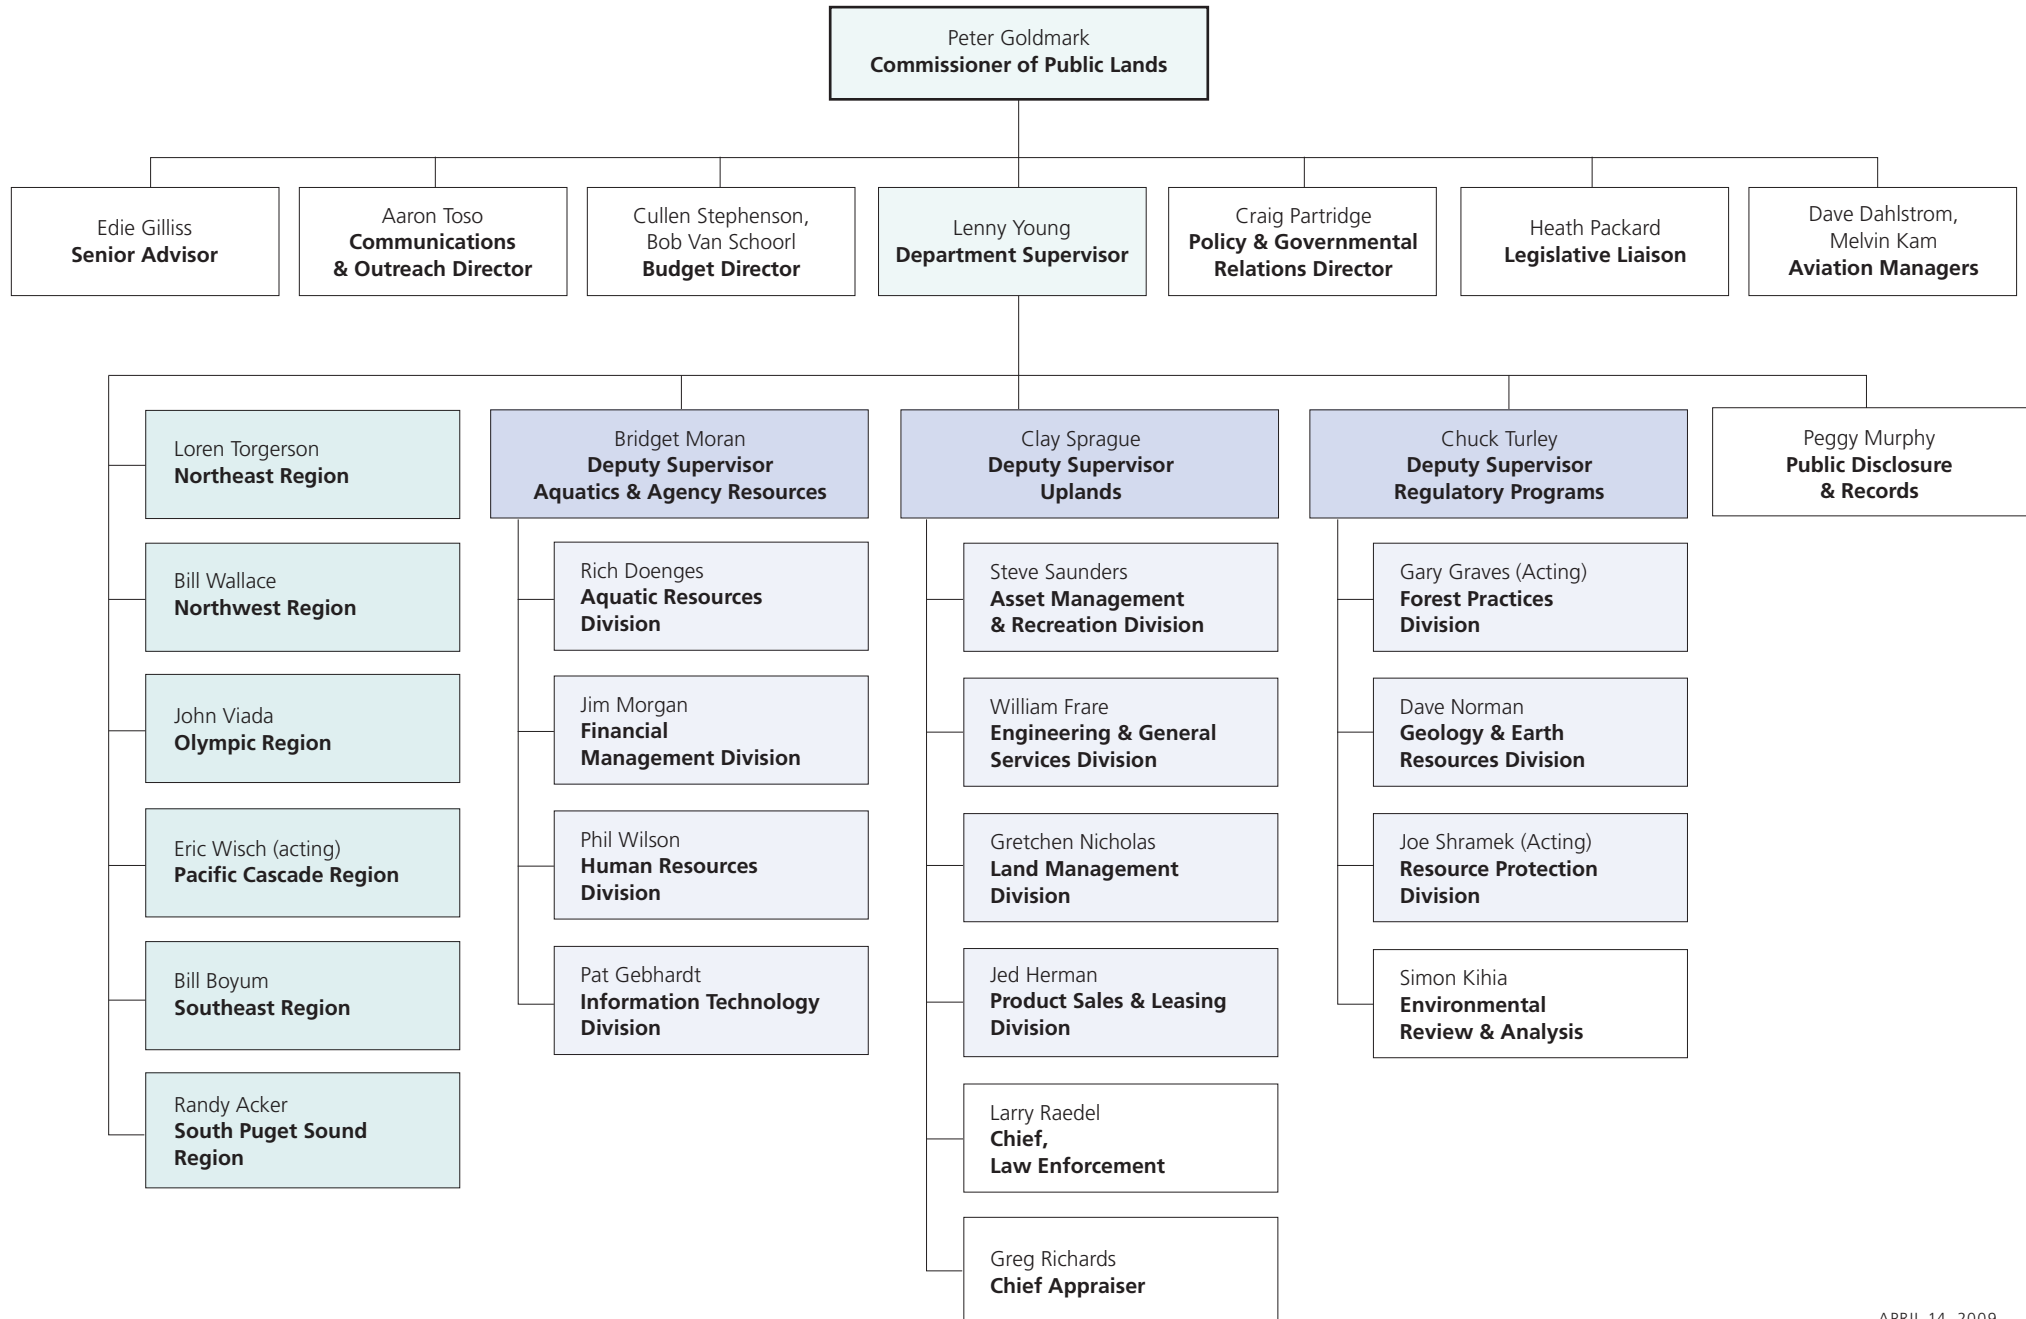 Peter Goldmark
Commissioner of Public Lands
Edie Gilliss
Senior Advisor
Aaron Toso
Communications
& Outreach Director
Cullen Stephenson,
Bob Van Schoorl
Budget Director
Lenny Young
Department Supervisor
Craig Partridge
Policy & Governmental
Relations Director
Heath Packard
Legislative Liaison
Dave Dahlstrom,
Melvin Kam
Aviation Managers
Loren Torgerson
Northeast Region
Bill Wallace
Northwest Region
John Viada
Olympic Region
Eric Wisch (acting)
Pacific Cascade Region
Bill Boyum
Southeast Region
Randy Acker
South Puget Sound
Region
Bridget Moran
Deputy Supervisor
Aquatics & Agency Resources
Rich Doenges
Aquatic Resources
Division
Jim Morgan
Financial
Management Division
Phil Wilson
Human Resources
Division
Pat Gebhardt
Information Technology
Division
Clay Sprague
Deputy Supervisor
Uplands
Steve Saunders
Asset Management
& Recreation Division
William Frare
Engineering & General
Services Division
Gretchen Nicholas
Land Management
Division
Jed Herman
Product Sales & Leasing
Division
Larry Raedel
Chief,
Law Enforcement
Greg Richards
Chief Appraiser
Chuck Turley
Deputy Supervisor
Regulatory Programs
Gary Graves (Acting)
Forest Practices
Division
Dave Norman
Geology & Earth
Resources Division
Joe Shramek (Acting)
Resource Protection
Division
Simon Kihia
Environmental
Review & Analysis
Peggy Murphy
Public Disclosure
& Records
APRIL 14, 2009